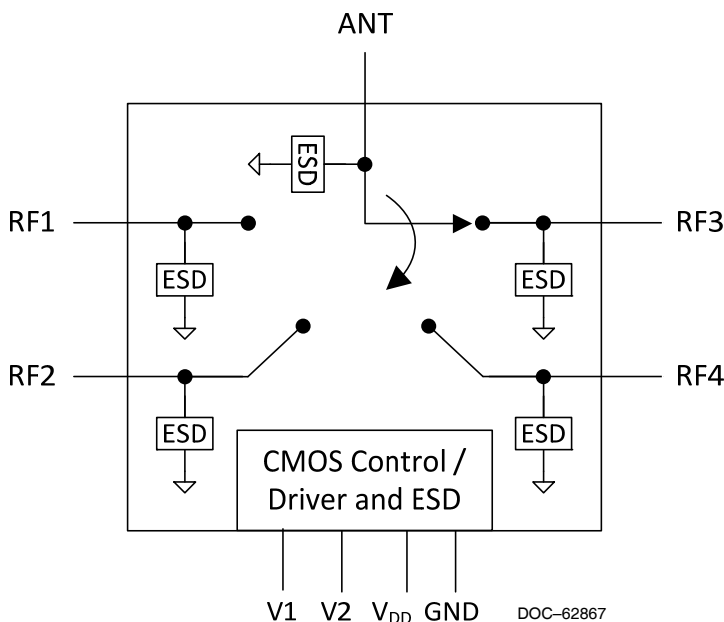 ANT
ESD
RF1
RF3
ESD
ESD
RF2
RF4
ESD
ESD
CMOS Control /
Driver and ESD
V1 V2 VDD GND
DOC–62867